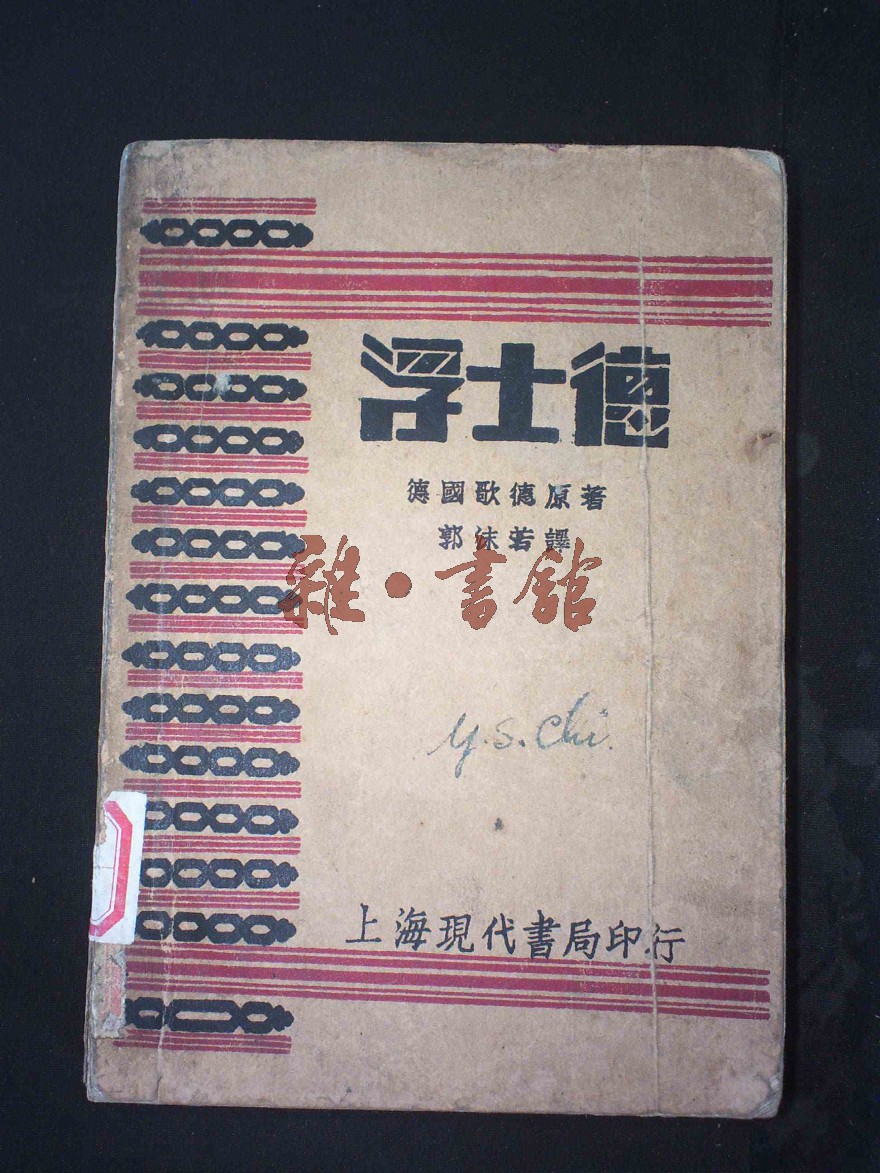 浮士德
德國歌德原著
郭沫若譯
雜·書館
y. s. chi.
上海現代書局印行